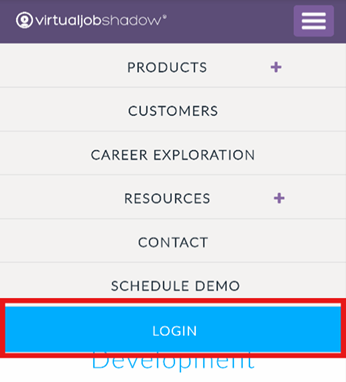 virtualjobshadow®
PRODUCTS +
CUSTOMERS
CAREER EXPLORATION
RESOURCES +
CONTACT
SCHEDULE DEMO
LOGIN
Development